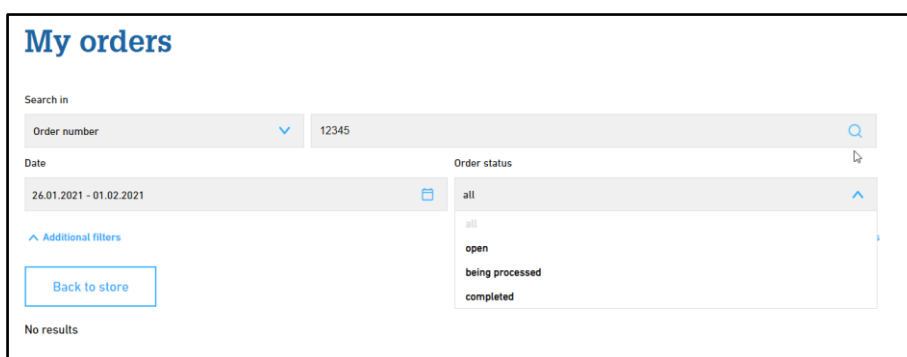 My orders
Search in
Order number 12345
Date Order status
26.01.2021 - 01.02.2021 all
all
Additional filters
open
being processed
Back to store
completed
No results